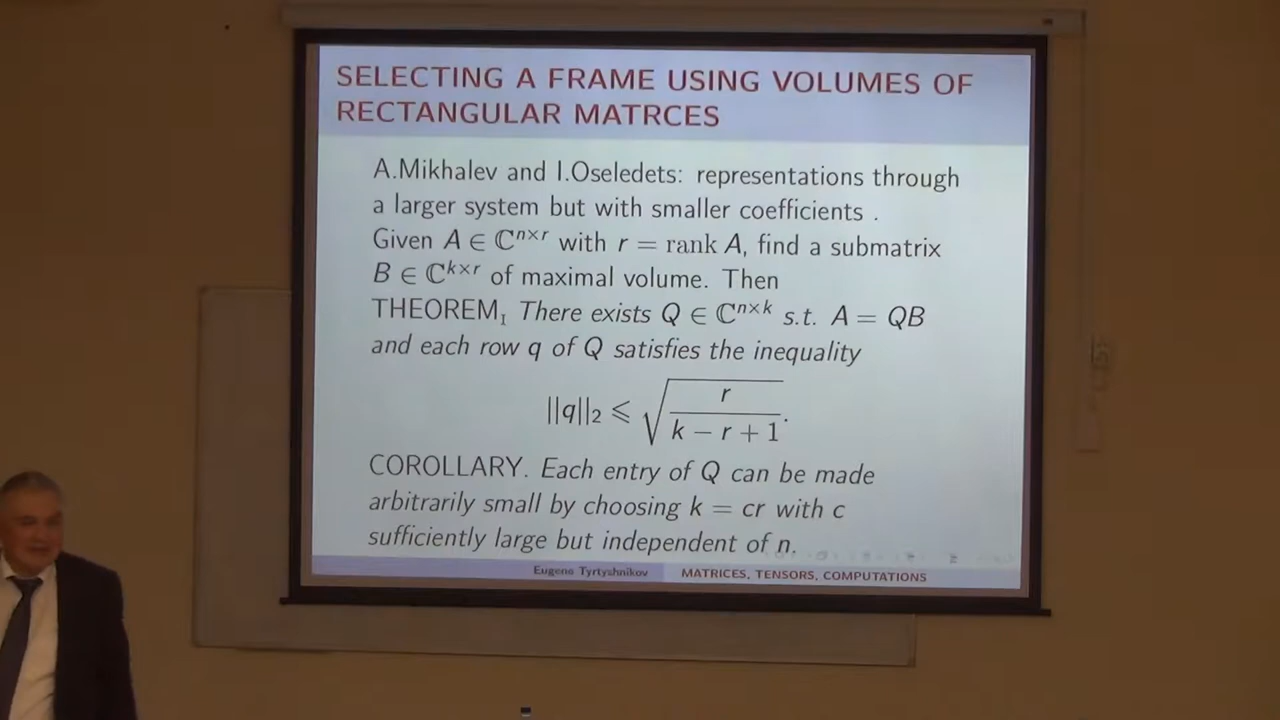 SELECTING A FRAME USING VOLUMES OF
RECTANGULAR MATRCES
A.Mikhalev and I.Oseledets: representations through
a larger system but with smaller coefficients .
Given A ∈ ℂⁿˣʳ with r = rank A, find a submatrix
B ∈ ℂᵏˣʳ of maximal volume. Then
THEOREM. There exists Q ∈ ℂⁿˣᵏ s.t. A = QB
and each row q of Q satisfies the inequality
||q||₂ ⩽ √(r / (k − r + 1)).
COROLLARY. Each entry of Q can be made
arbitrarily small by choosing k = cr with c
sufficiently large but independent of n.
Eugene Tyrtyshnikov MATRICES, TENSORS, COMPUTATIONS